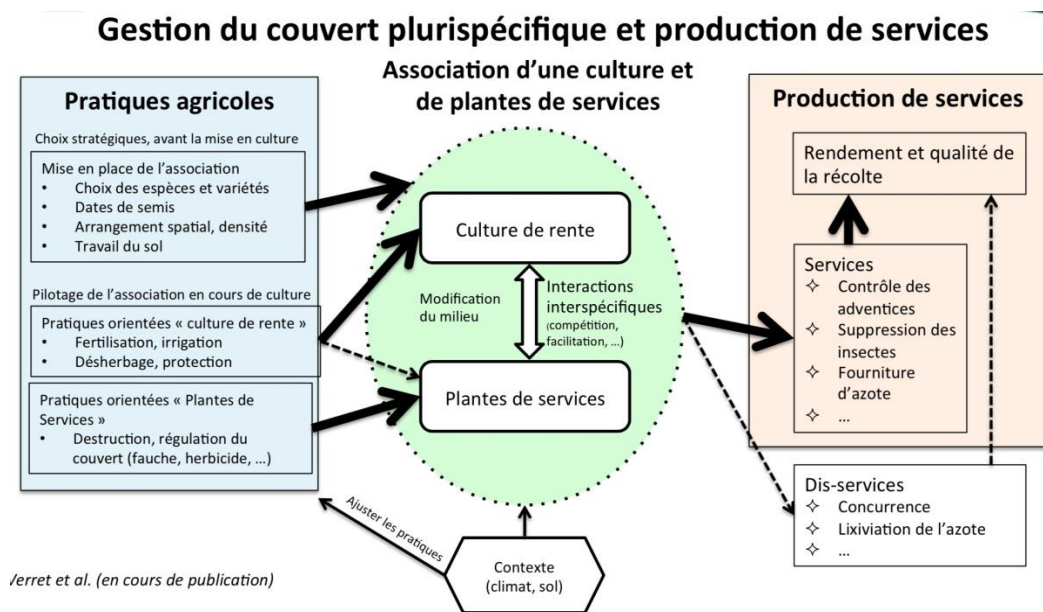 Gestion du couvert plurispécifique et production de services
Pratiques agricoles
Choix stratégiques, avant la mise en culture
Mise en place de l'association
• Choix des espèces et variétés
• Dates de semis
• Arrangement spatial, densité
• Travail du sol
Pilotage de l'association en cours de culture
Pratiques orientées « culture de rente »
• Fertilisation, irrigation
• Désherbage, protection
Pratiques orientées « Plantes de
Services »
• Destruction, régulation du
couvert (fauche, herbicide, ...)
Association d'une culture et
de plantes de services
Culture de rente
Modification
du milieu
Interactions
interspécifiques
(compétition,
facilitation, ...)
Plantes de services
Ajuster les pratiques
Contexte
(climat, sol)
Production de services
Rendement et qualité de
la récolte
Services
✧ Contrôle des
adventices
✧ Suppression des
insectes
✧ Fourniture
d'azote
✧ ...
Dis-services
✧ Concurrence
✧ Lixiviation de l'azote
✧ ...
Verret et al. (en cours de publication)